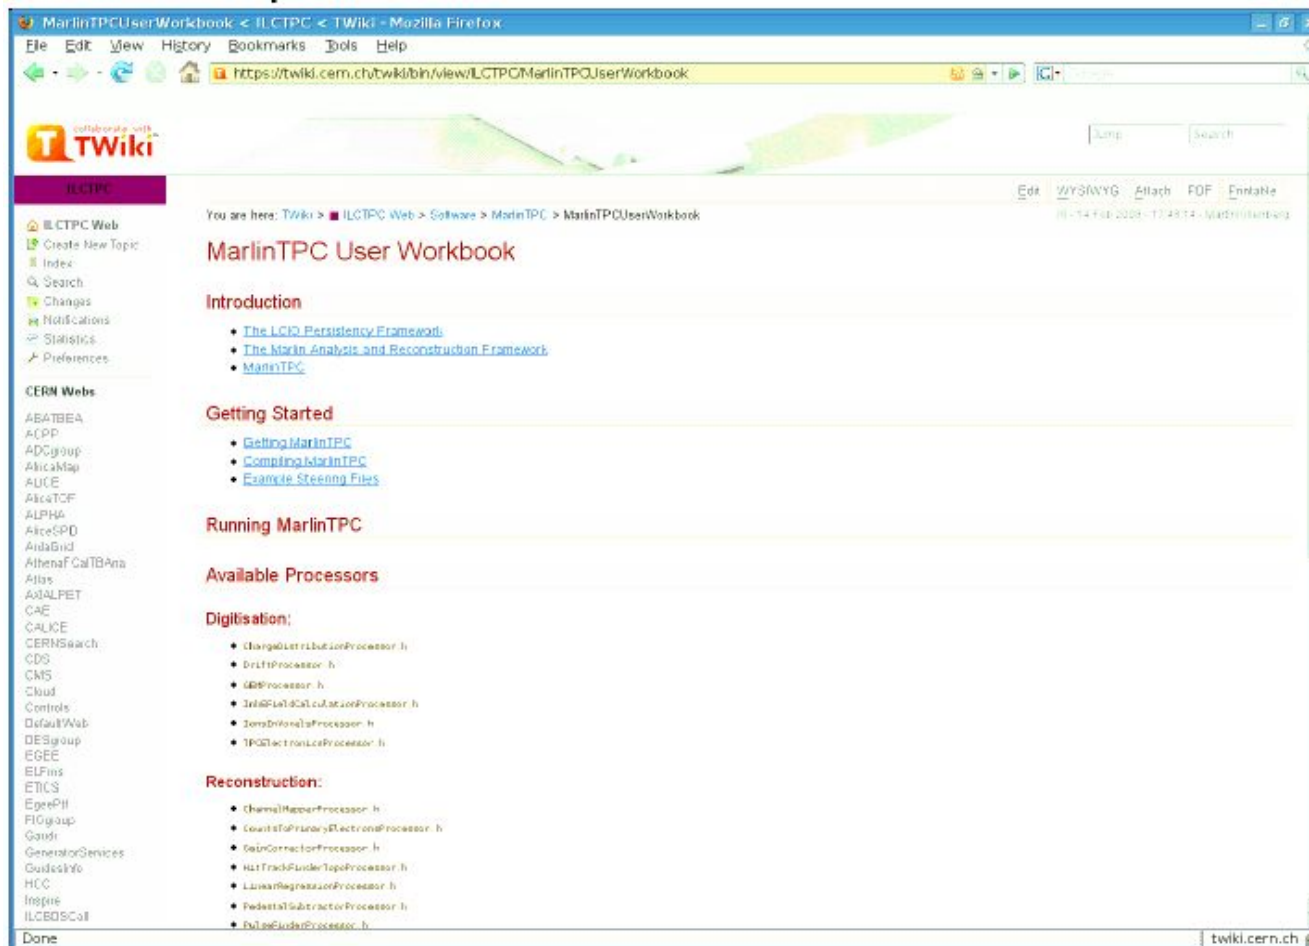 MarlinTPCUserWorkbook < ILCTPC < TWiki - Mozilla Firefox
File Edit View History Bookmarks Tools Help
https://twiki.cern.ch/twiki/bin/view/ILCTPC/MarlinTPCUserWorkbook
collaborate with
TWiki
Jump Search
ILCTPC
Edit WYSIWYG Attach PDF Printable
You are here: TWiki > ILCTPC Web > Software > MarlinTPC > MarlinTPCUserWorkbook
ILCTPC Web
Create New Topic
Index
Search
Changes
Notifications
Statistics
Preferences
CERN Webs
ABATBEA
ACPP
ADCgroup
AlicaMap
ALICE
AliceTOF
ALPHA
AliceSPD
ArdaGrid
AthenaFCalTBAna
Atlas
AXIALPET
CAE
CALICE
CERNSearch
CDS
CMS
Cloud
Controls
DefaultWeb
DESgroup
EGEE
ELFms
ETICS
EgeePtf
FIOgroup
Gaudi
GeneratorServices
GuidesInfo
HCC
Inspire
ILCBDSColl
MarlinTPC User Workbook
Introduction
The LCIO Persistency Framework
The Marlin Analysis and Reconstruction Framework
MarlinTPC
Getting Started
Getting MarlinTPC
Compiling MarlinTPC
Example Steering Files
Running MarlinTPC
Available Processors
Digitisation:
ChargeDistributionProcessor.h
DriftProcessor.h
GEMProcessor.h
InhBFieldCalculationProcessor.h
IonsInVoxelsProcessor.h
TPCElectronicsProcessor.h
Reconstruction:
ChannelMapperProcessor.h
CountsToPrimaryElectronsProcessor.h
GainCorrectorProcessor.h
HitTrackFinderTopoProcessor.h
LinearRegressionProcessor.h
PedestalSubtractorProcessor.h
PulseFinderProcessor.h
Done
twiki.cern.ch